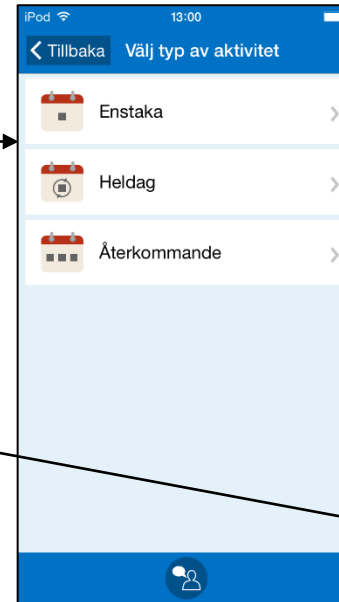 iPod 13:00
Tillbaka Välj typ av aktivitet
Enstaka
Heldag
Återkommande